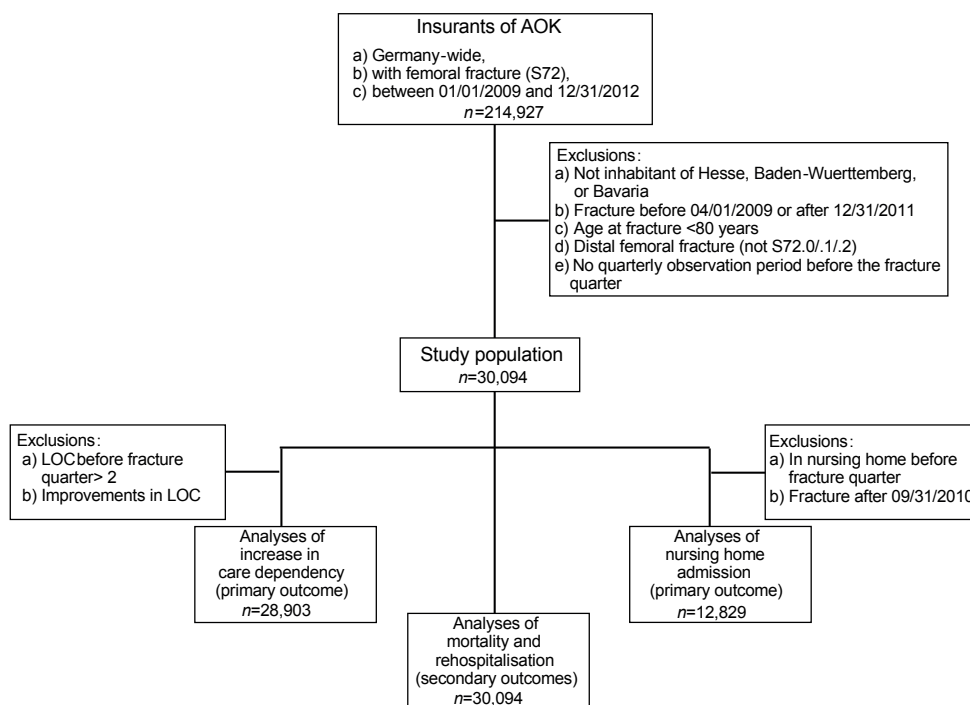 Insurants of AOK
a) Germany-wide,
b) with femoral fracture (S72),
c) between 01/01/2009 and 12/31/2012
n=214,927
Exclusions:
a) Not inhabitant of Hesse, Baden-Wuerttemberg,
or Bavaria
b) Fracture before 04/01/2009 or after 12/31/2011
c) Age at fracture <80 years
d) Distal femoral fracture (not S72.0/.1/.2)
e) No quarterly observation period before the fracture
quarter
Study population
n=30,094
Exclusions:
a) LOC before fracture
quarter> 2
b) Improvements in LOC
Exclusions:
a) In nursing home before
fracture quarter
b) Fracture after 09/31/2010
Analyses of
increase in
care dependency
(primary outcome)
n=28,903
Analyses of
mortality and
rehospitalisation
(secondary outcomes)
n=30,094
Analyses of
nursing home
admission
(primary outcome)
n=12,829